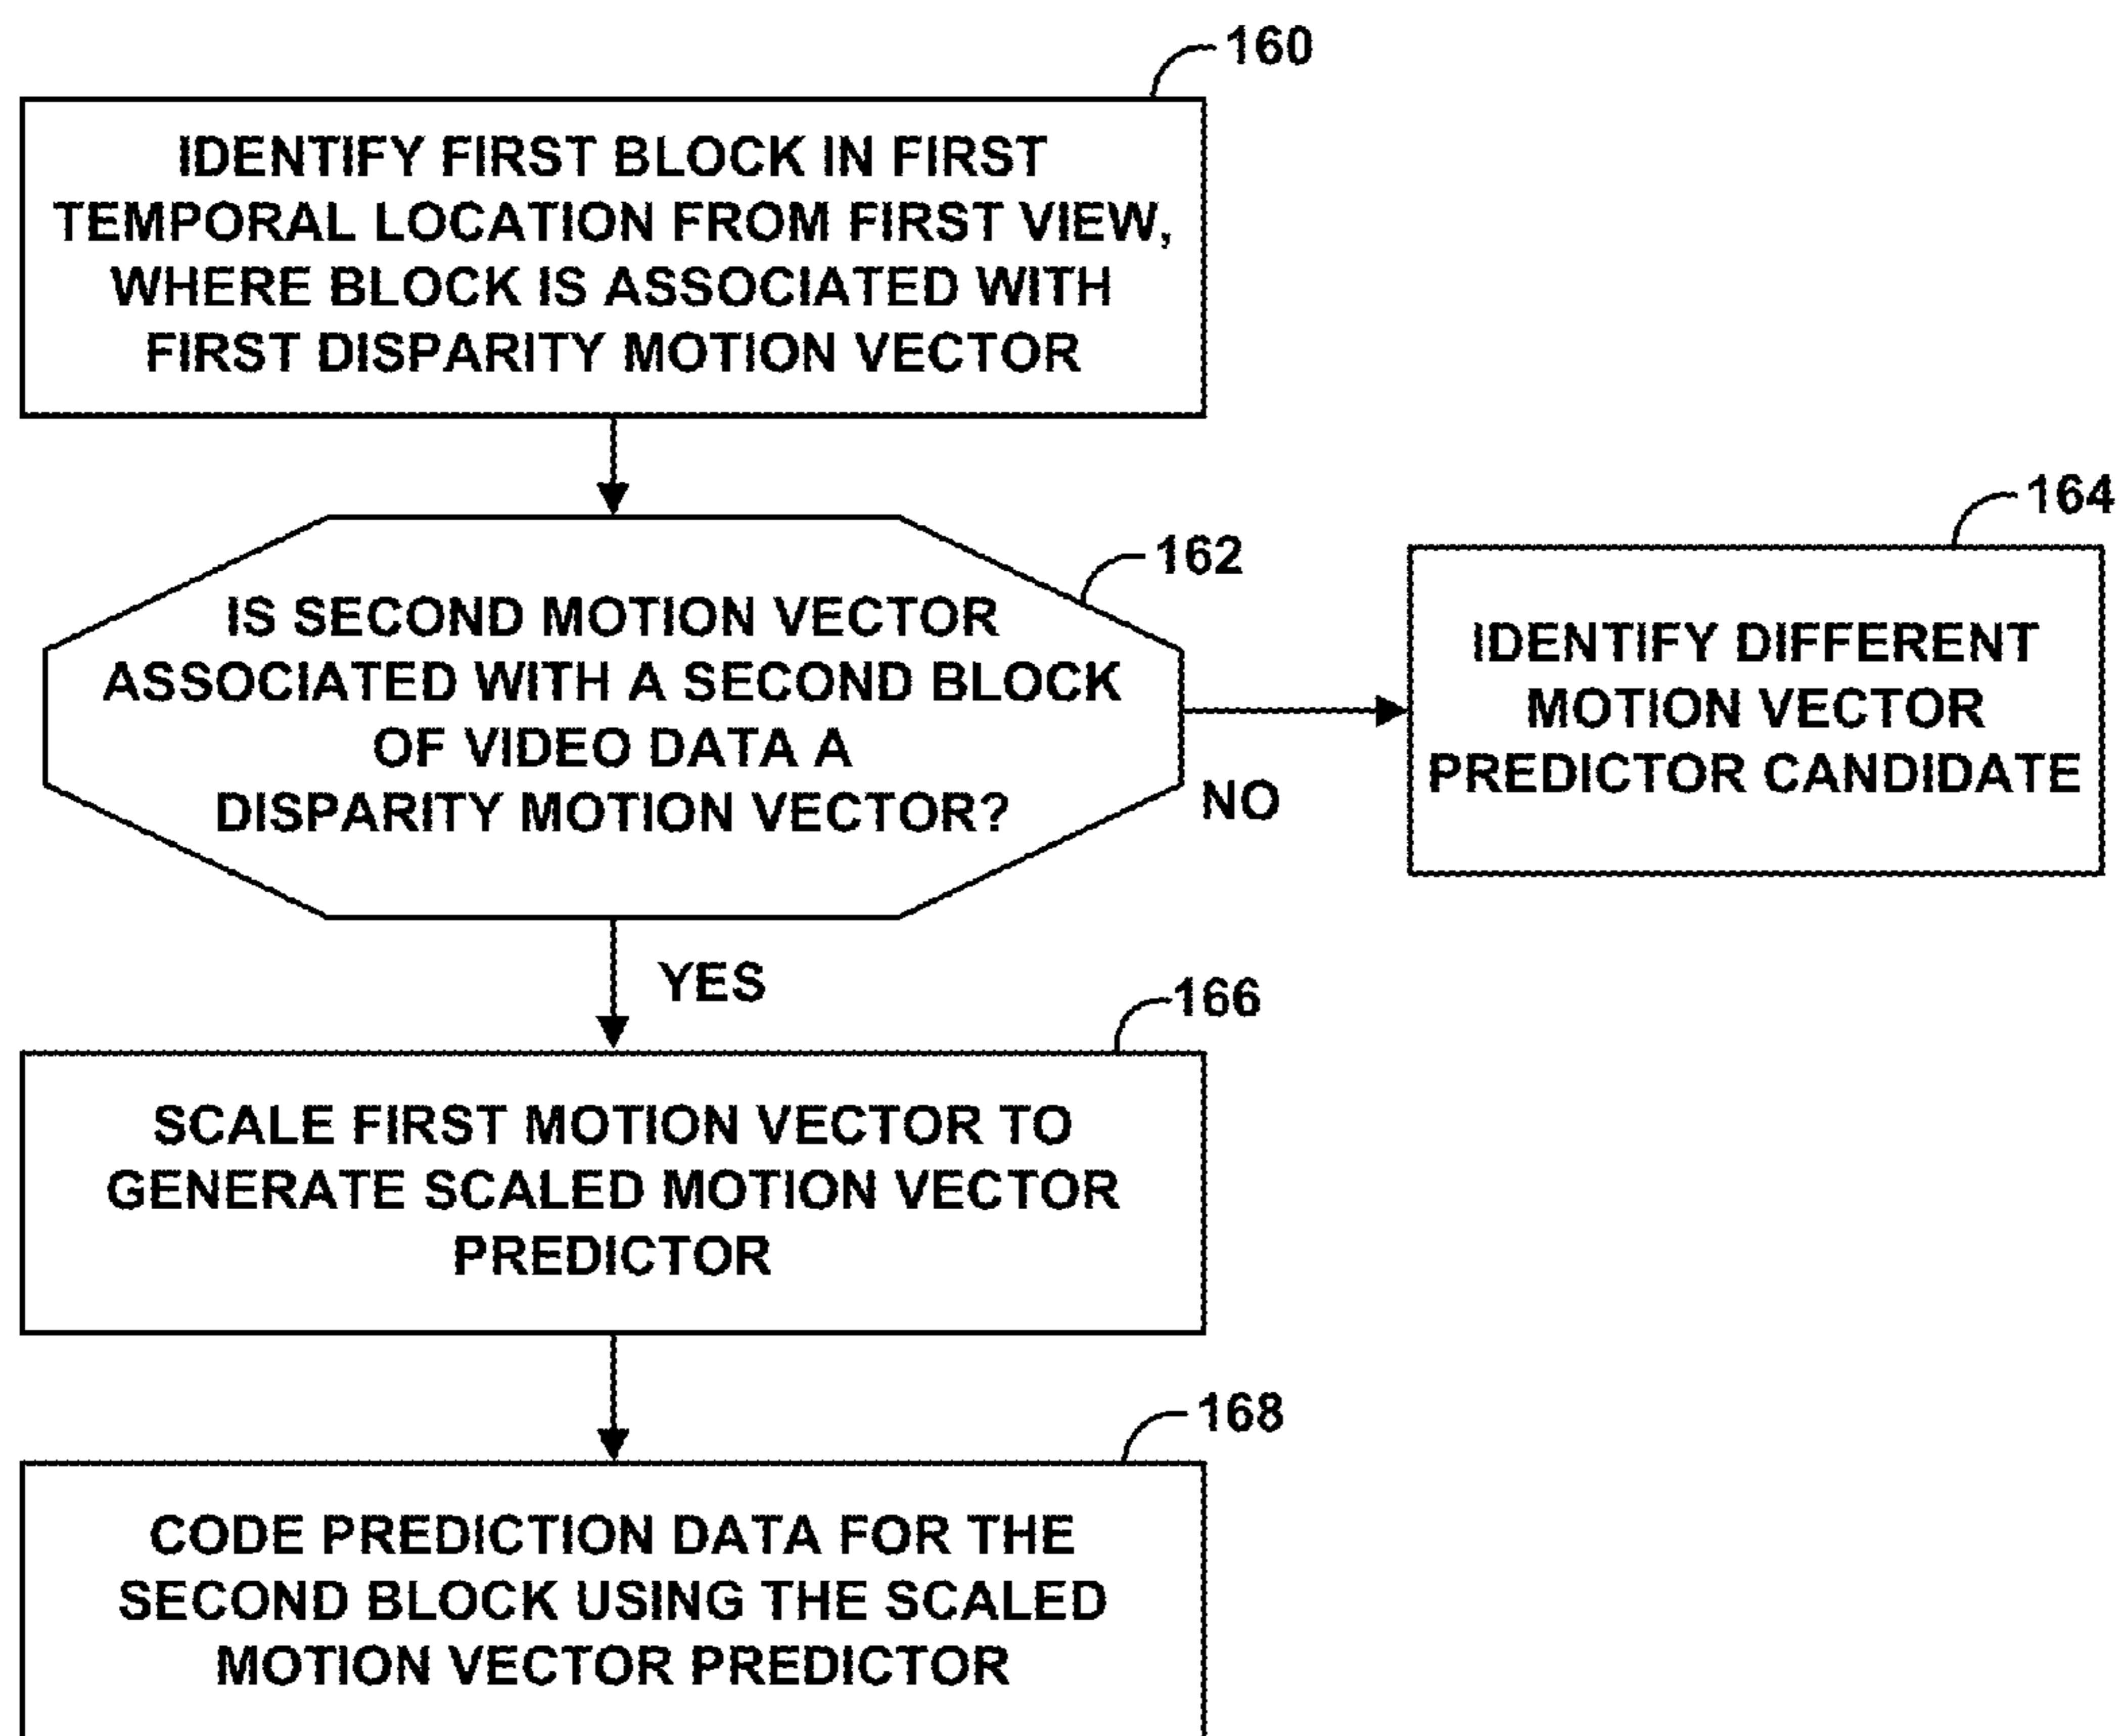 160
IDENTIFY FIRST BLOCK IN FIRST
TEMPORAL LOCATION FROM FIRST VIEW,
WHERE BLOCK IS ASSOCIATED WITH
FIRST DISPARITY MOTION VECTOR
162
IS SECOND MOTION VECTOR
ASSOCIATED WITH A SECOND BLOCK
OF VIDEO DATA A
DISPARITY MOTION VECTOR?
NO
164
IDENTIFY DIFFERENT
MOTION VECTOR
PREDICTOR CANDIDATE
YES
166
SCALE FIRST MOTION VECTOR TO
GENERATE SCALED MOTION VECTOR
PREDICTOR
168
CODE PREDICTION DATA FOR THE
SECOND BLOCK USING THE SCALED
MOTION VECTOR PREDICTOR